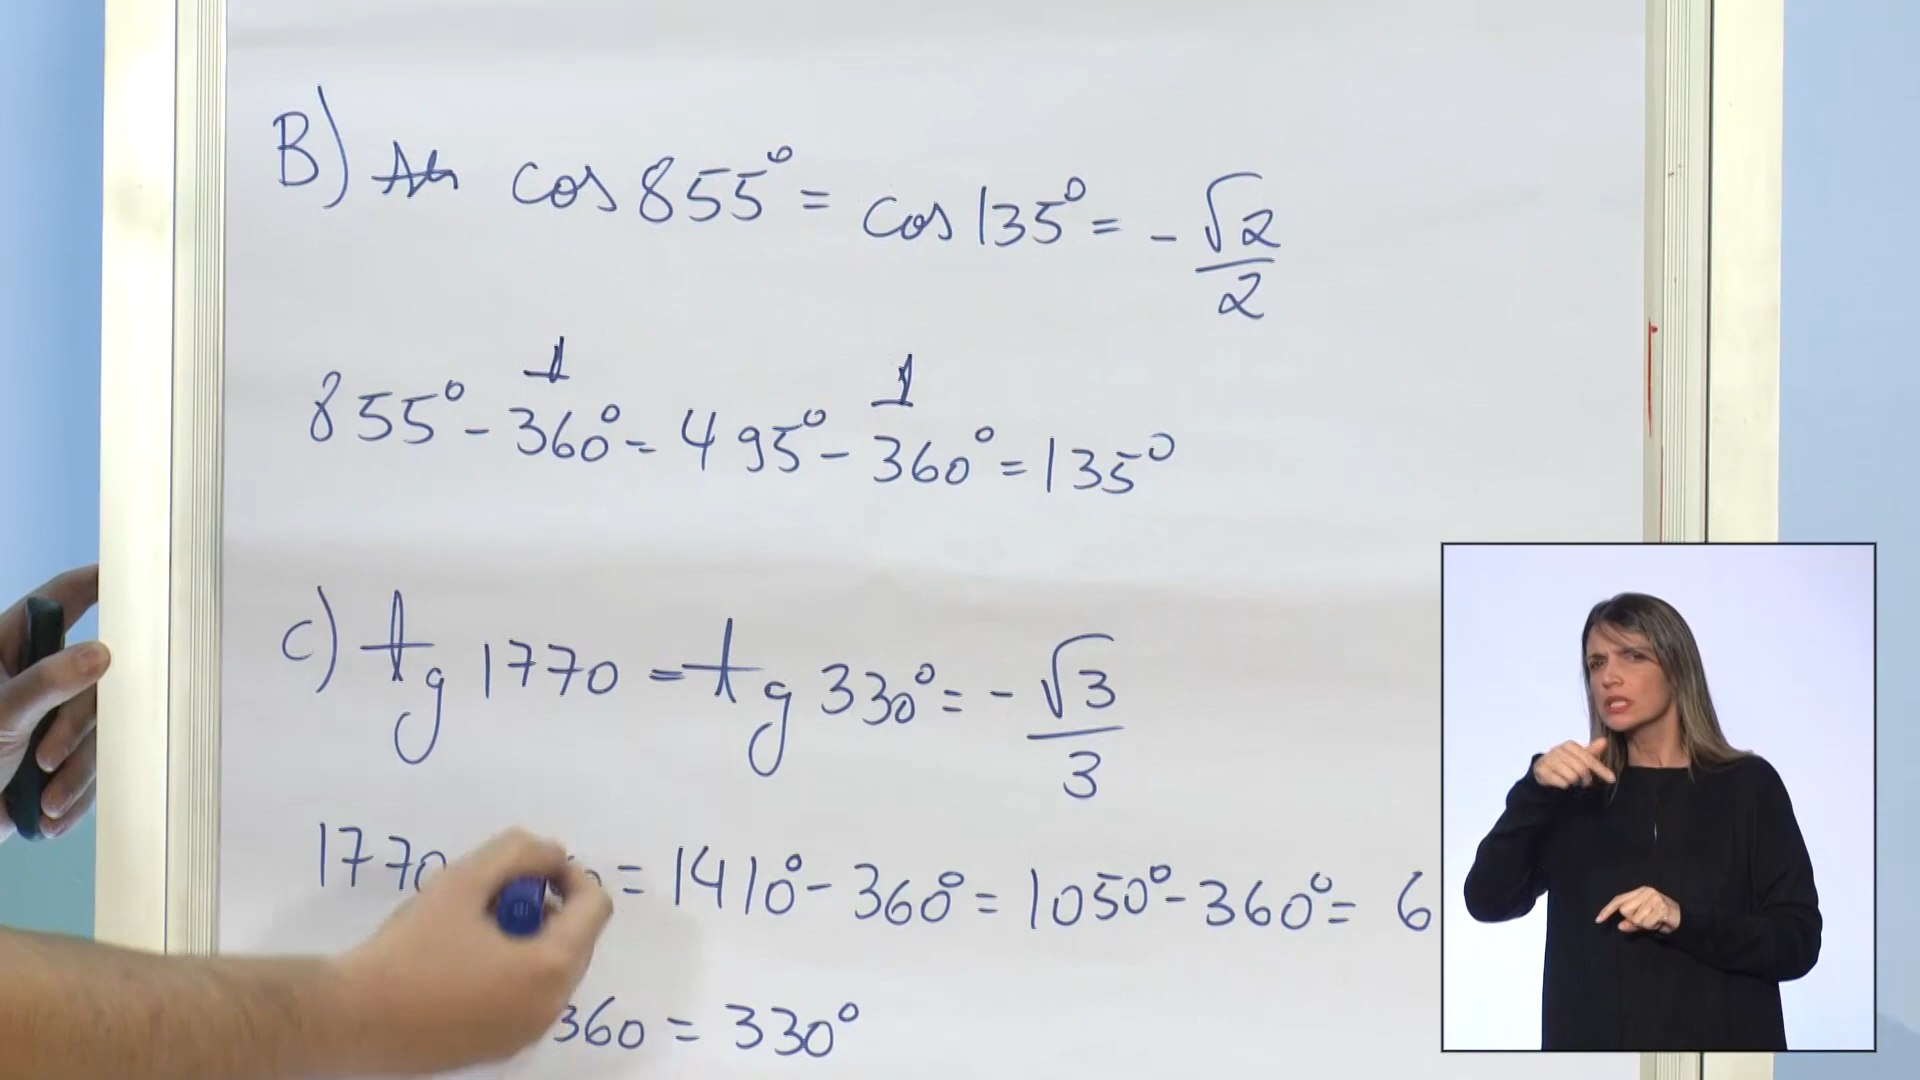 B) cos 855° = cos 135° = - √2/2
1 1
855° - 360° = 495° - 360° = 135°
C) tg 1770 = tg 330° = - √3/3
1770 = 1410° - 360° = 1050° - 360° = 6
360 = 330°